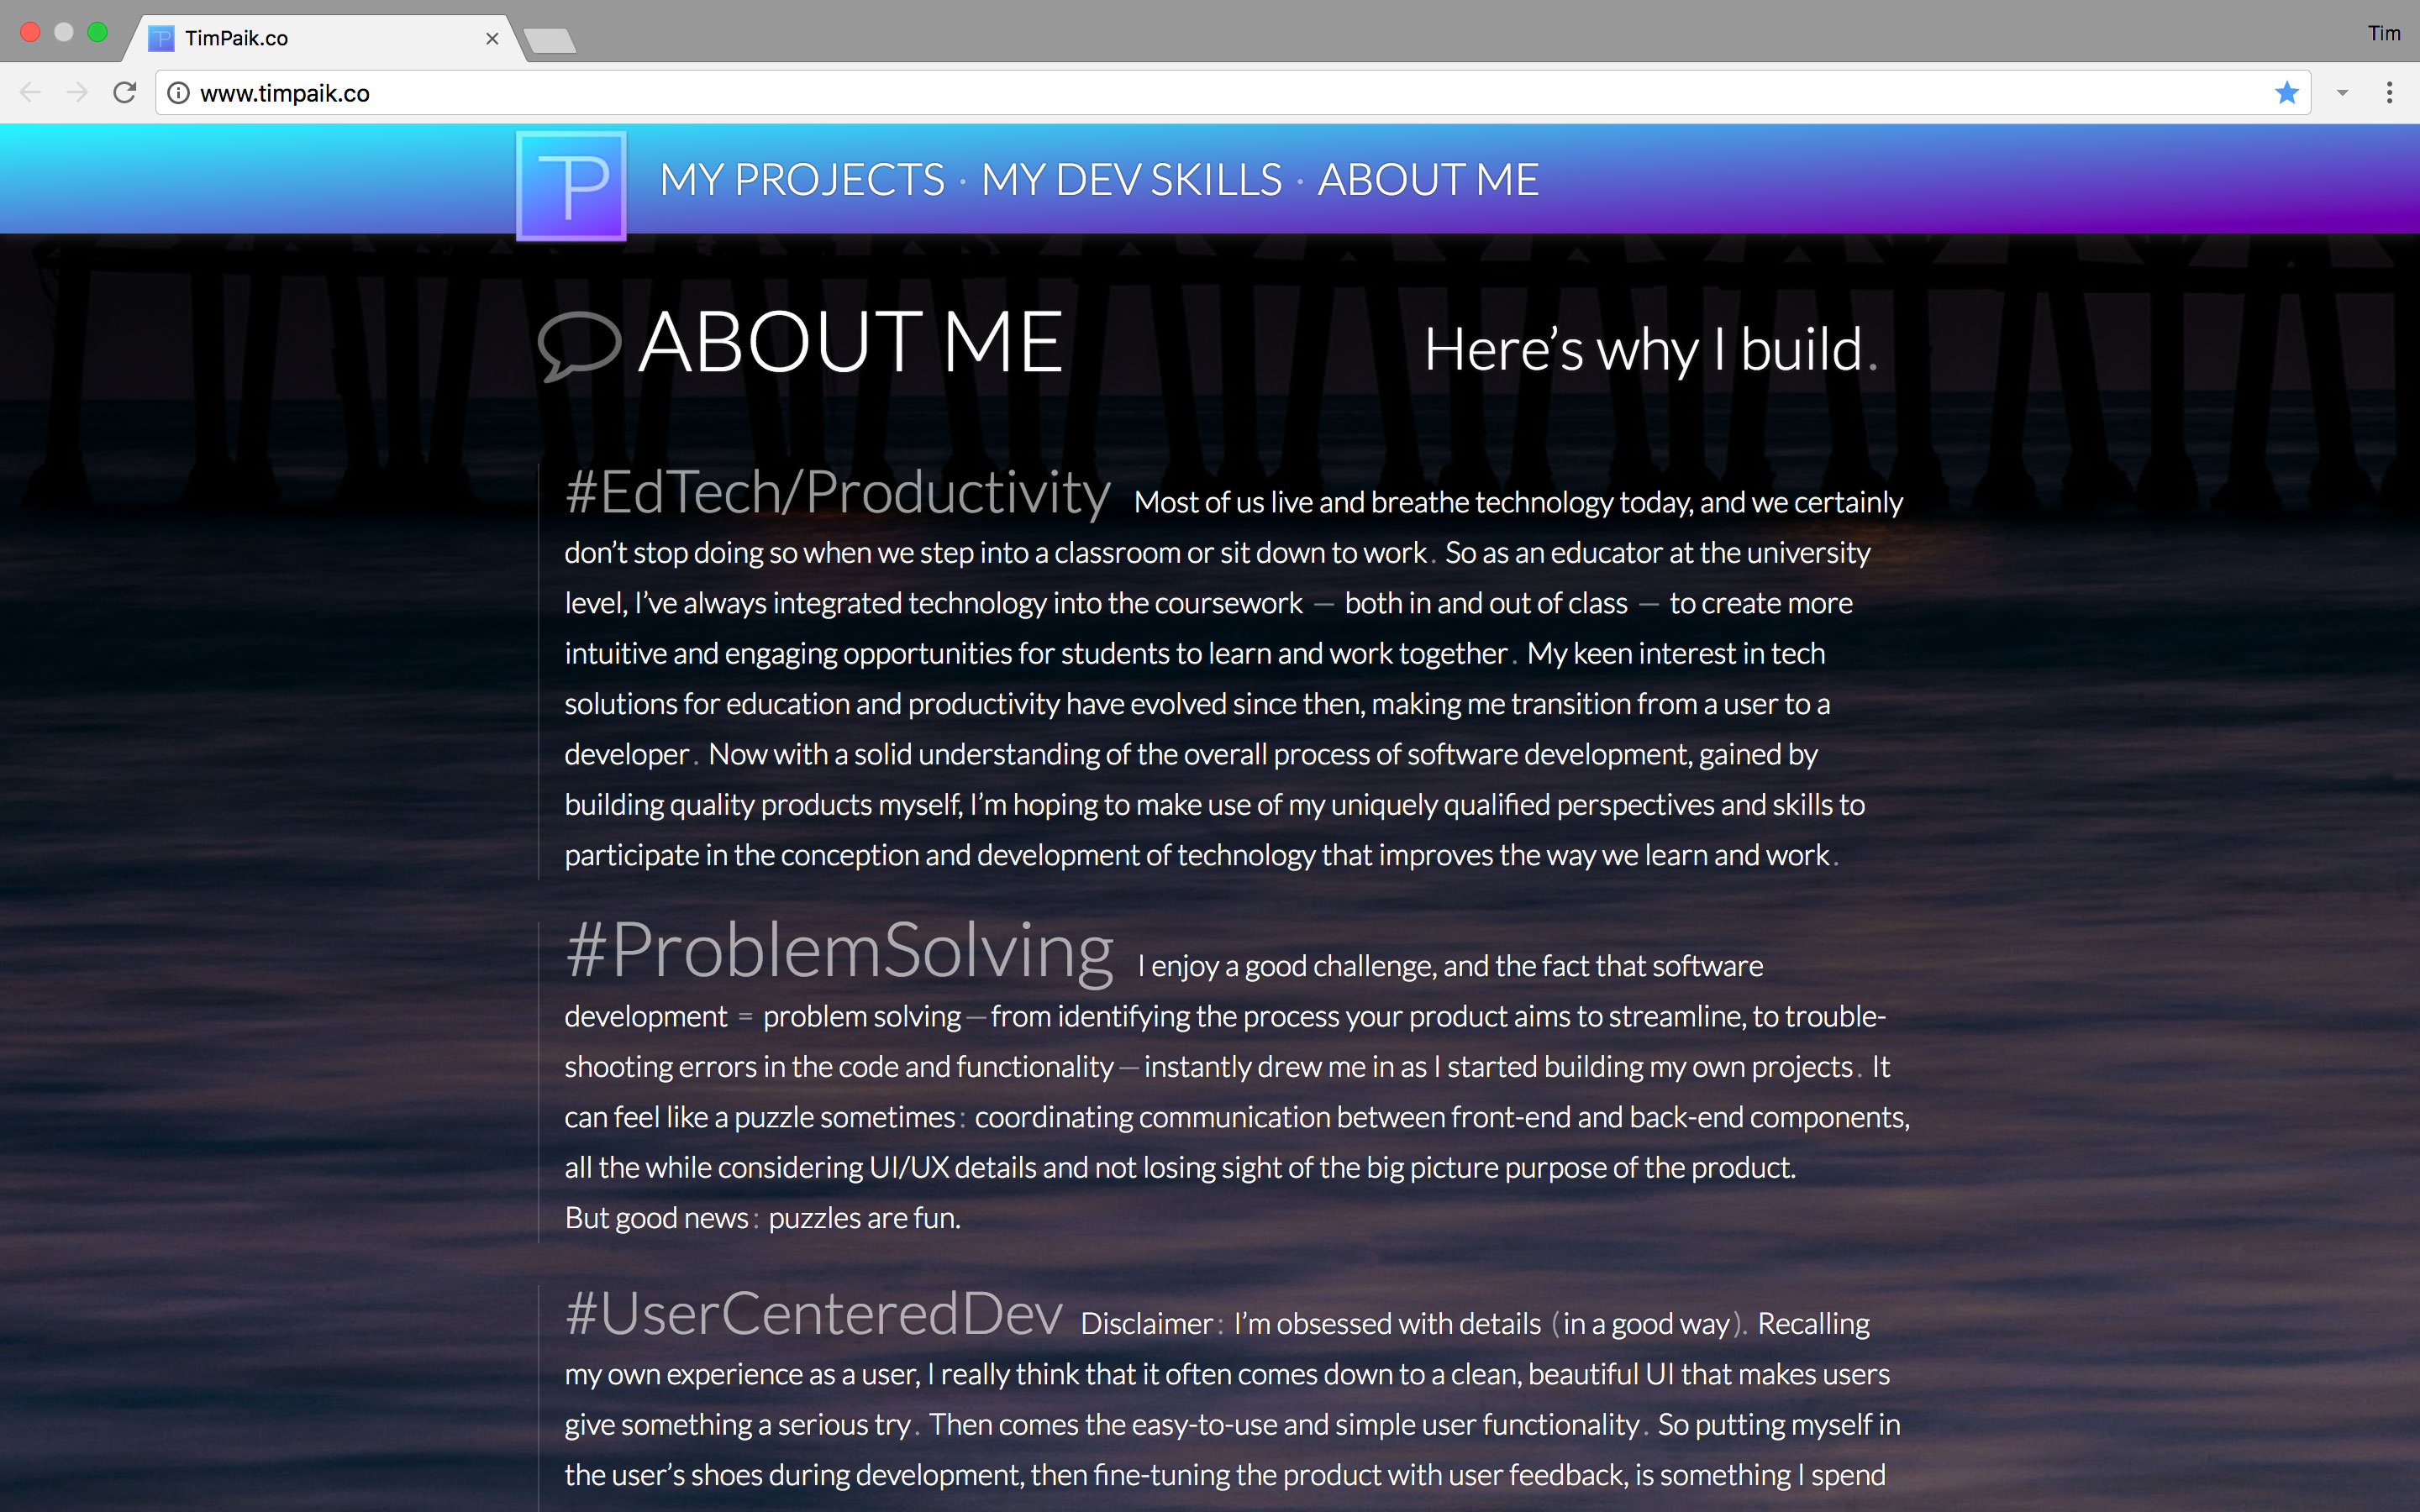 TimPaik.co
Tim
www.timpaik.co
TP MY PROJECTS · MY DEV SKILLS · ABOUT ME
ABOUT ME
Here’s why I build.
#EdTech/Productivity Most of us live and breathe technology today, and we certainly
don’t stop doing so when we step into a classroom or sit down to work. So as an educator at the university
level, I’ve always integrated technology into the coursework — both in and out of class — to create more
intuitive and engaging opportunities for students to learn and work together. My keen interest in tech
solutions for education and productivity have evolved since then, making me transition from a user to a
developer. Now with a solid understanding of the overall process of software development, gained by
building quality products myself, I’m hoping to make use of my uniquely qualified perspectives and skills to
participate in the conception and development of technology that improves the way we learn and work.
#ProblemSolving I enjoy a good challenge, and the fact that software
development = problem solving—from identifying the process your product aims to streamline, to trouble-
shooting errors in the code and functionality—instantly drew me in as I started building my own projects. It
can feel like a puzzle sometimes: coordinating communication between front-end and back-end components,
all the while considering UI/UX details and not losing sight of the big picture purpose of the product.
But good news: puzzles are fun.
#UserCenteredDev Disclaimer: I’m obsessed with details (in a good way). Recalling
my own experience as a user, I really think that it often comes down to a clean, beautiful UI that makes users
give something a serious try. Then comes the easy-to-use and simple user functionality. So putting myself in
the user’s shoes during development, then fine-tuning the product with user feedback, is something I spend